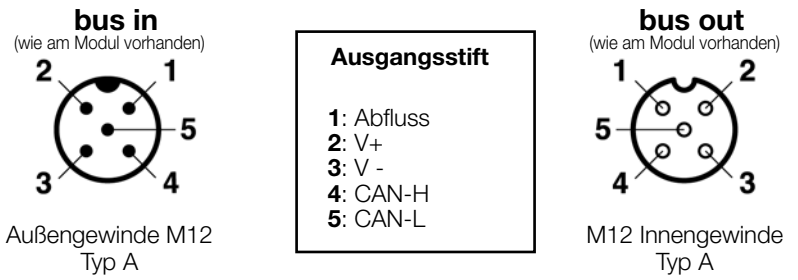 bus in
(wie am Modul vorhanden)
2 1
5
3 4
Außengewinde M12
Typ A
Ausgangsstift
1: Abfluss
2: V+
3: V -
4: CAN-H
5: CAN-L
bus out
(wie am Modul vorhanden)
1 2
5
4 3
M12 Innengewinde
Typ A